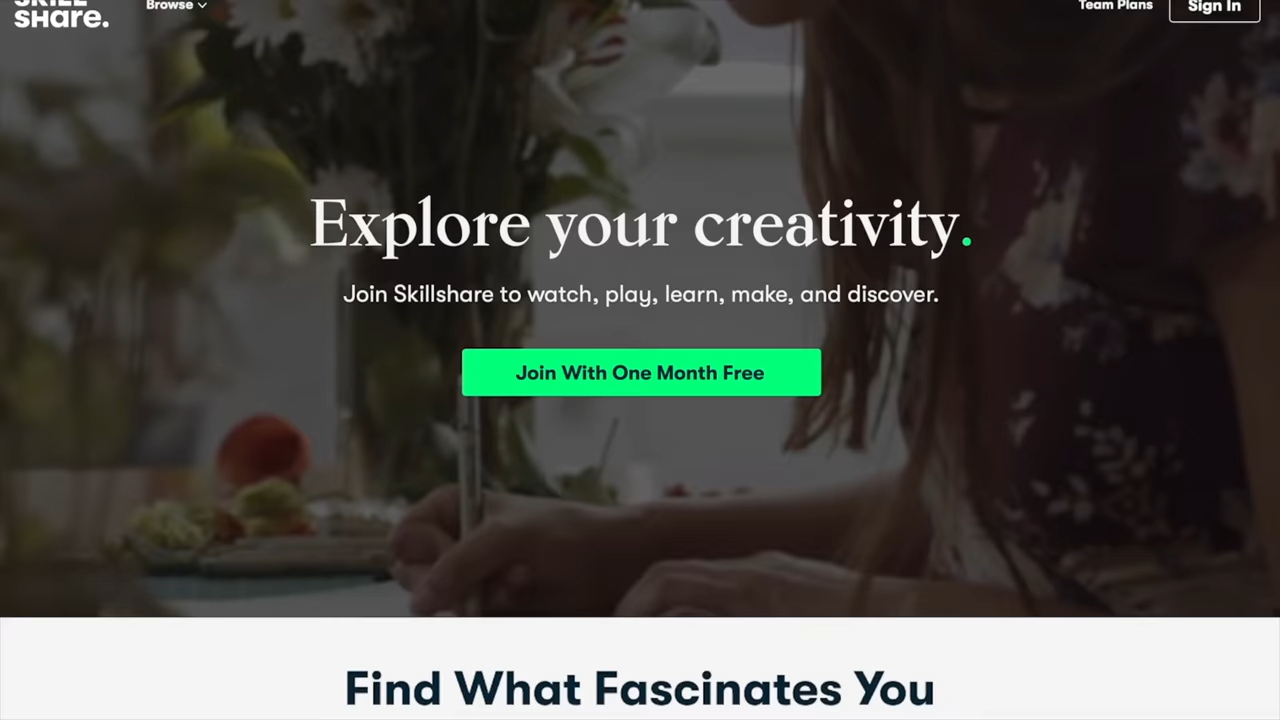 SKILL
SHare.
Browse
Team Plans
Sign In
Explore your creativity.
Join Skillshare to watch, play, learn, make, and discover.
Join With One Month Free
Find What Fascinates You